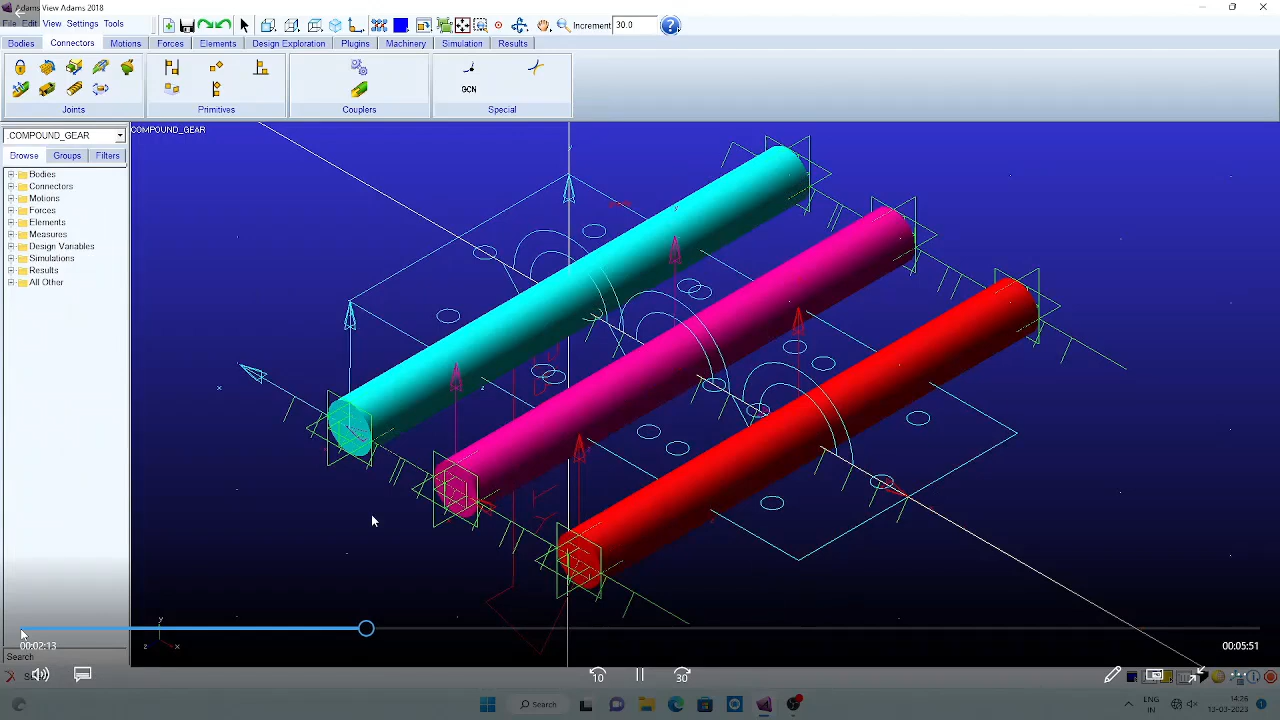 Adams View Adams 2018
File Edit View Settings Tools
Increment 30.0 ?
Bodies Connectors Motions Forces Elements Design Exploration Plugins Machinery Simulation Results
GCN
Joints Primitives Couplers Special
.COMPOUND_GEAR
COMPOUND_GEAR
Browse Groups Filters
Bodies
Connectors
Motions
Forces
Elements
Measures
Design Variables
Simulations
Results
All Other
y
x
z
y
z x
00:02:13
00:05:51
Search
10 30
Search
ENG
IN
14:26
13-03-2023